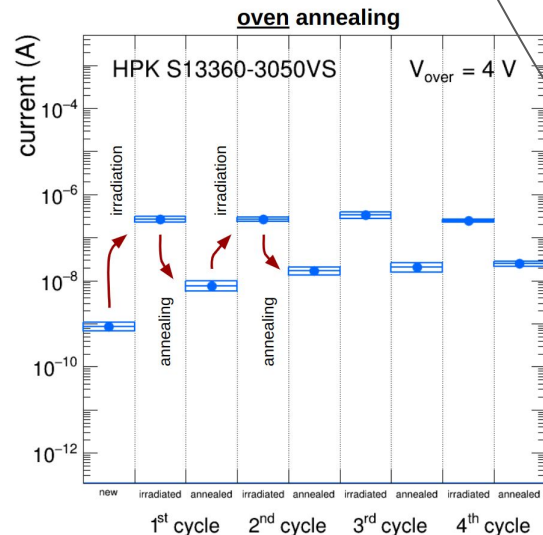 oven annealing
HPK S13360-3050VS
V_over = 4 V
current (A)
10⁻⁴
10⁻⁶
10⁻⁸
10⁻¹⁰
10⁻¹²
irradiation
annealing
irradiation
annealing
new irradiated annealed irradiated annealed irradiated annealed irradiated annealed
1ˢᵗ cycle 2ⁿᵈ cycle 3ʳᵈ cycle 4ᵗʰ cycle